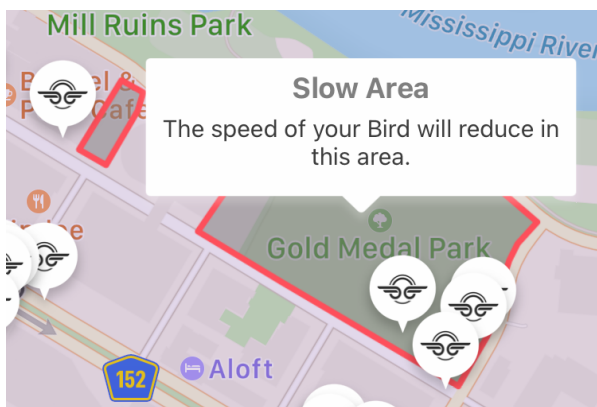 Mill Ruins Park
Mississippi River
Slow Area
The speed of your Bird will reduce in
this area.
Gold Medal Park
Aloft
152